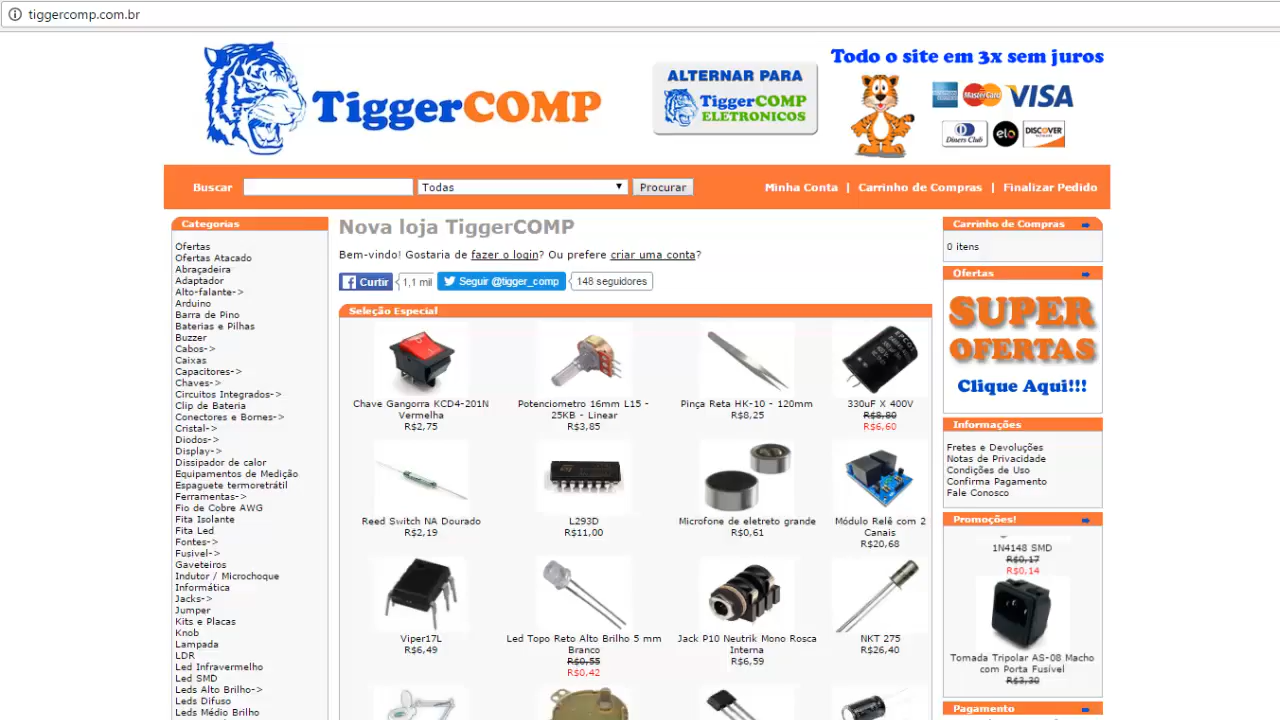 tiggercomp.com.br
TiggerCOMP
ALTERNAR PARA
TiggerCOMP
ELETRONICOS
Todo o site em 3x sem juros
MasterCard
VISA
Diners Club
elo
DISCOVER
Buscar
Todas
Procurar
Minha Conta | Carrinho de Compras | Finalizar Pedido
Categorias
Ofertas
Ofertas Atacado
Abraçadeira
Adaptador
Alto-falante->
Arduino
Barra de Pino
Baterias e Pilhas
Buzzer
Cabos->
Caixas
Capacitores->
Chaves->
Circuitos Integrados->
Clip de Bateria
Conectores e Bornes->
Cristal->
Diodos->
Display->
Dissipador de calor
Equipamentos de Medição
Espaguete termoretrátil
Ferramentas->
Fio de Cobre AWG
Fita Isolante
Fita Led
Fontes->
Fusivel->
Gaveteiros
Indutor / Microchoque
Informática
Jacks->
Jumper
Kits e Placas
Knob
Lampada
LDR
Led Infravermelho
Led SMD
Leds Alto Brilho->
Leds Difuso
Leds Médio Brilho
Nova loja TiggerCOMP
Bem-vindo! Gostaria de fazer o login? Ou prefere criar uma conta?
Curtir
1,1 mil
Seguir @tigger_comp
148 seguidores
Seleção Especial
Chave Gangorra KCD4-201N
Vermelha
R$2,75
Potenciometro 16mm L15 -
25KB - Linear
R$3,85
Pinça Reta HK-10 - 120mm
R$8,25
330uF X 400V
R$8,80
R$6,60
Reed Switch NA Dourado
R$2,19
L293D
R$11,00
Microfone de eletreto grande
R$0,61
Módulo Relê com 2
Canais
R$20,68
Viper17L
R$6,49
Led Topo Reto Alto Brilho 5 mm
Branco
R$0,55
R$0,42
Jack P10 Neutrik Mono Rosca
Interna
R$6,59
NKT 275
R$26,40
Carrinho de Compras
0 itens
Ofertas
SUPER
OFERTAS
Clique Aqui!!!
Informações
Fretes e Devoluções
Notas de Privacidade
Condições de Uso
Confirma Pagamento
Fale Conosco
Promoções!
1N4148 SMD
R$0,17
R$0,14
Tomada Tripolar AS-08 Macho
com Porta Fusível
R$3,30
Pagamento